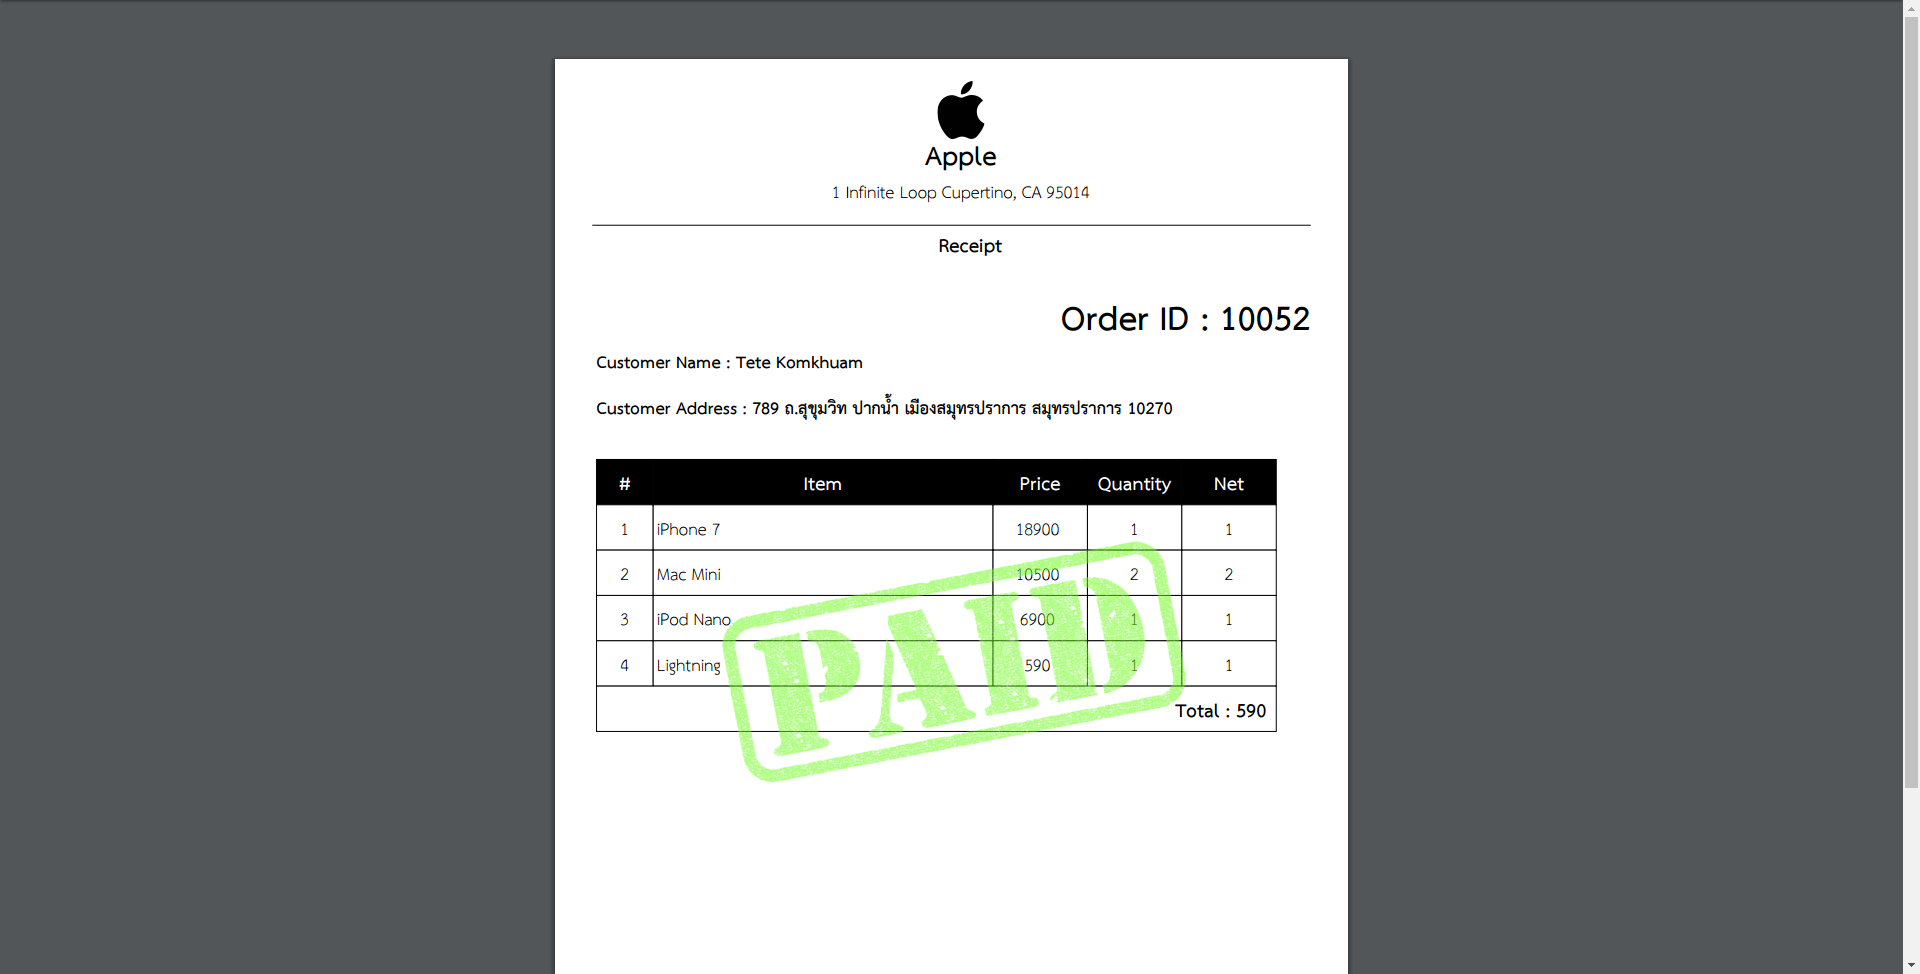 Apple
1 Infinite Loop Cupertino, CA 95014
Receipt
Order ID : 10052
Customer Name : Tete Komkhuam
Customer Address : 789 ถ.สุขุมวิท ปากน้ำ เมืองสมุทรปราการ สมุทรปราการ 10270
# Item Price Quantity Net
1 iPhone 7 18900 1 1
2 Mac Mini 10500 2 2
3 iPod Nano 6900 1 1
4 Lightning 590 1 1
Total : 590
PAID